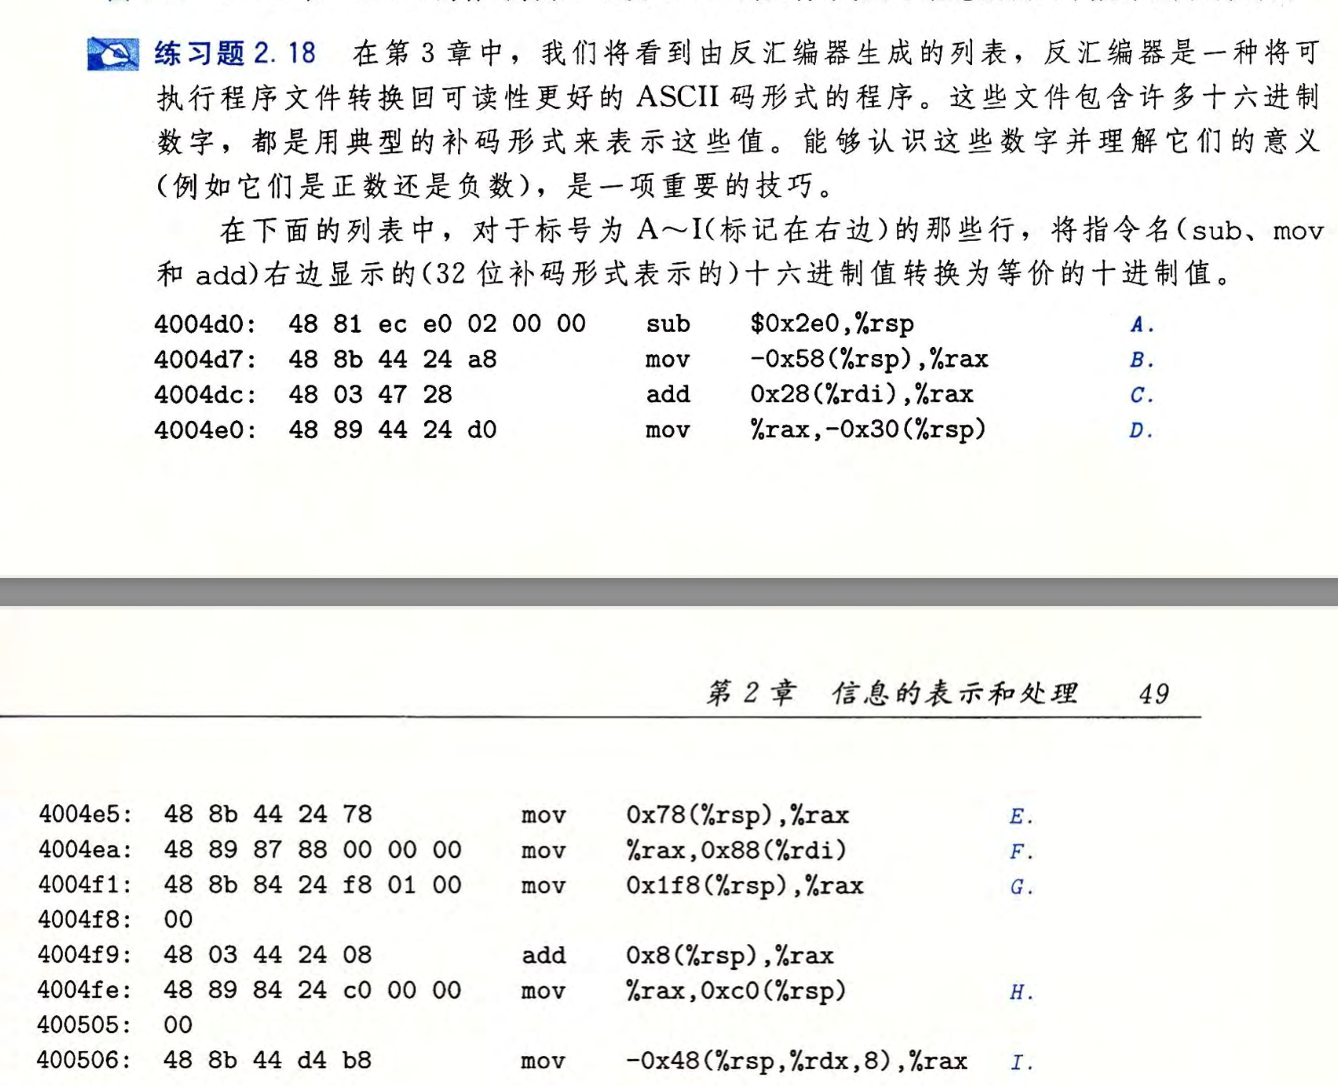 练习题 2.18 在第 3 章中，我们将看到由反汇编器生成的列表，反汇编器是一种将可
执行程序文件转换回可读性更好的 ASCII 码形式的程序。这些文件包含许多十六进制
数字，都是用典型的补码形式来表示这些值。能够认识这些数字并理解它们的意义
(例如它们是正数还是负数)，是一项重要的技巧。
在下面的列表中，对于标号为 A～I(标记在右边)的那些行，将指令名(sub、mov
和 add)右边显示的(32 位补码形式表示的)十六进制值转换为等价的十进制值。
4004d0: 48 81 ec e0 02 00 00 sub $0x2e0,%rsp A.
4004d7: 48 8b 44 24 a8 mov -0x58(%rsp),%rax B.
4004dc: 48 03 47 28 add 0x28(%rdi),%rax C.
4004e0: 48 89 44 24 d0 mov %rax,-0x30(%rsp) D.
第 2 章 信息的表示和处理 49
4004e5: 48 8b 44 24 78 mov 0x78(%rsp),%rax E.
4004ea: 48 89 87 88 00 00 00 mov %rax,0x88(%rdi) F.
4004f1: 48 8b 84 24 f8 01 00 mov 0x1f8(%rsp),%rax G.
4004f8: 00
4004f9: 48 03 44 24 08 add 0x8(%rsp),%rax
4004fe: 48 89 84 24 c0 00 00 mov %rax,0xc0(%rsp) H.
400505: 00
400506: 48 8b 44 d4 b8 mov -0x48(%rsp,%rdx,8),%rax I.